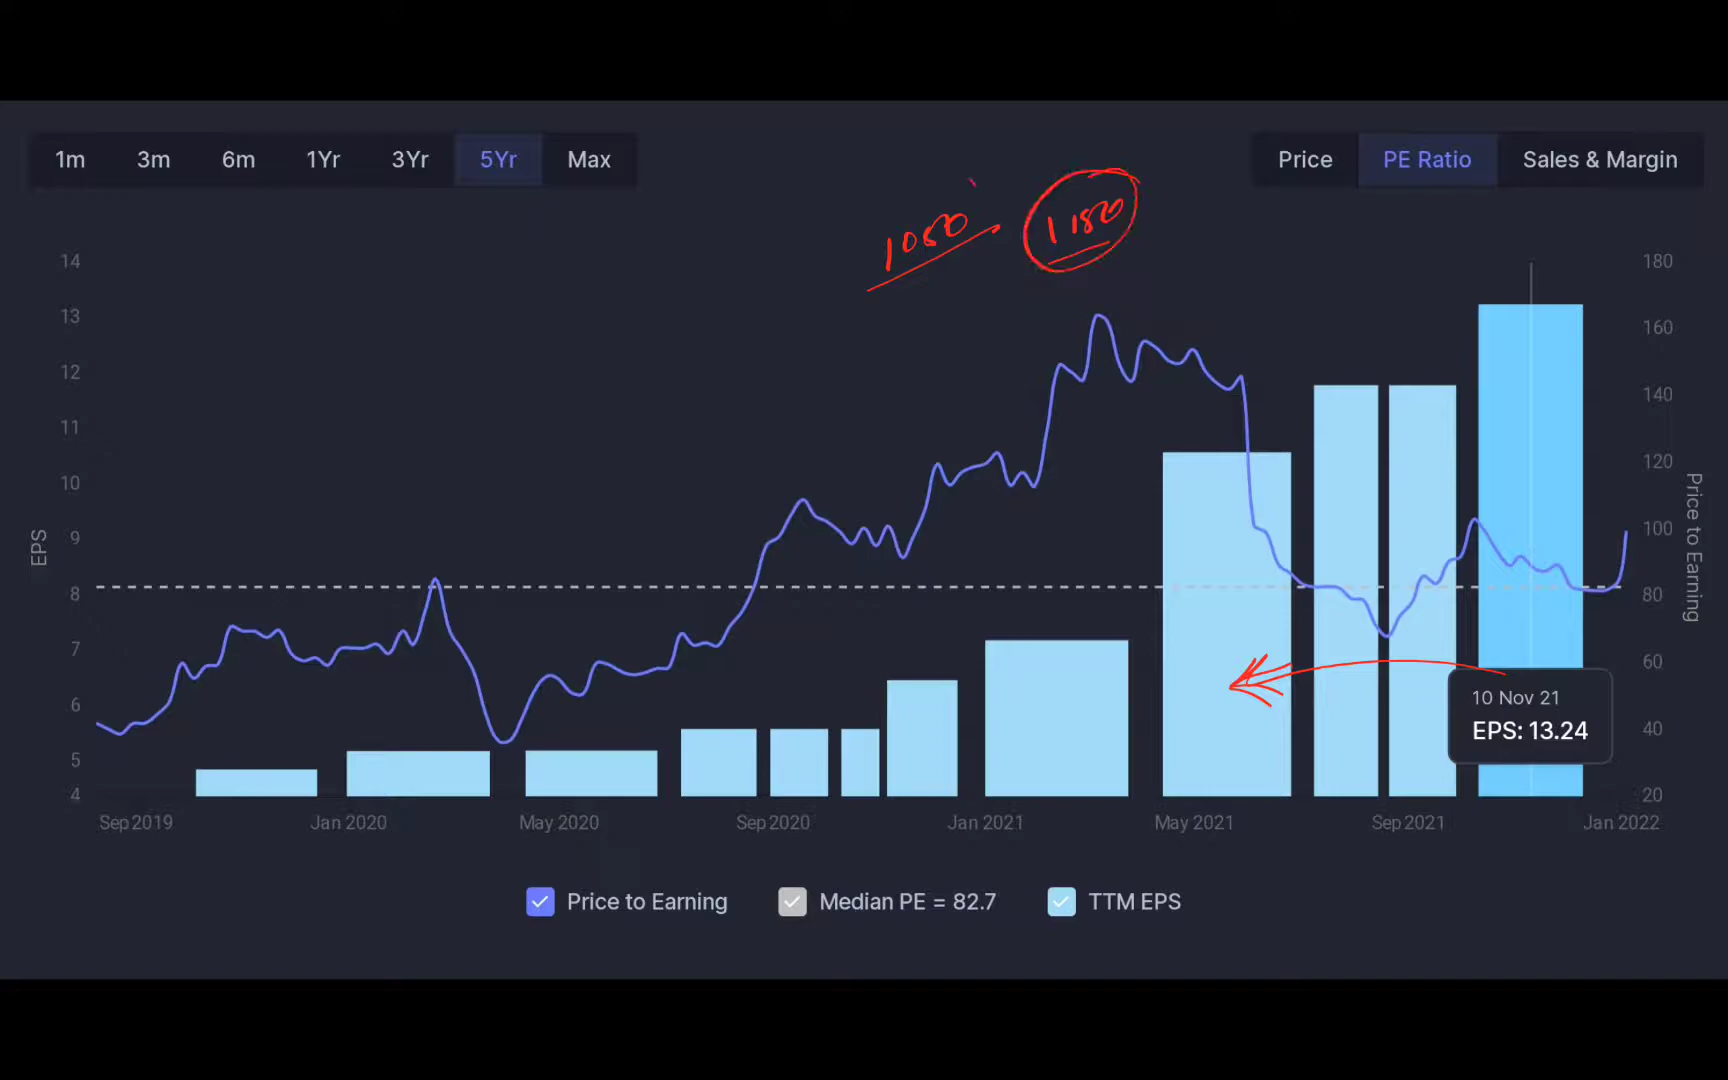 1m 3m 6m 1Yr 3Yr 5Yr Max Price PE Ratio Sales & Margin
1050 1180
14 180
13 160
12 140
11 120
10 100
9 80
8 60
7 40
6 20
5
4
EPS
Price to Earning
10 Nov 21
EPS: 13.24
Sep 2019 Jan 2020 May 2020 Sep 2020 Jan 2021 May 2021 Sep 2021 Jan 2022
Price to Earning Median PE = 82.7 TTM EPS